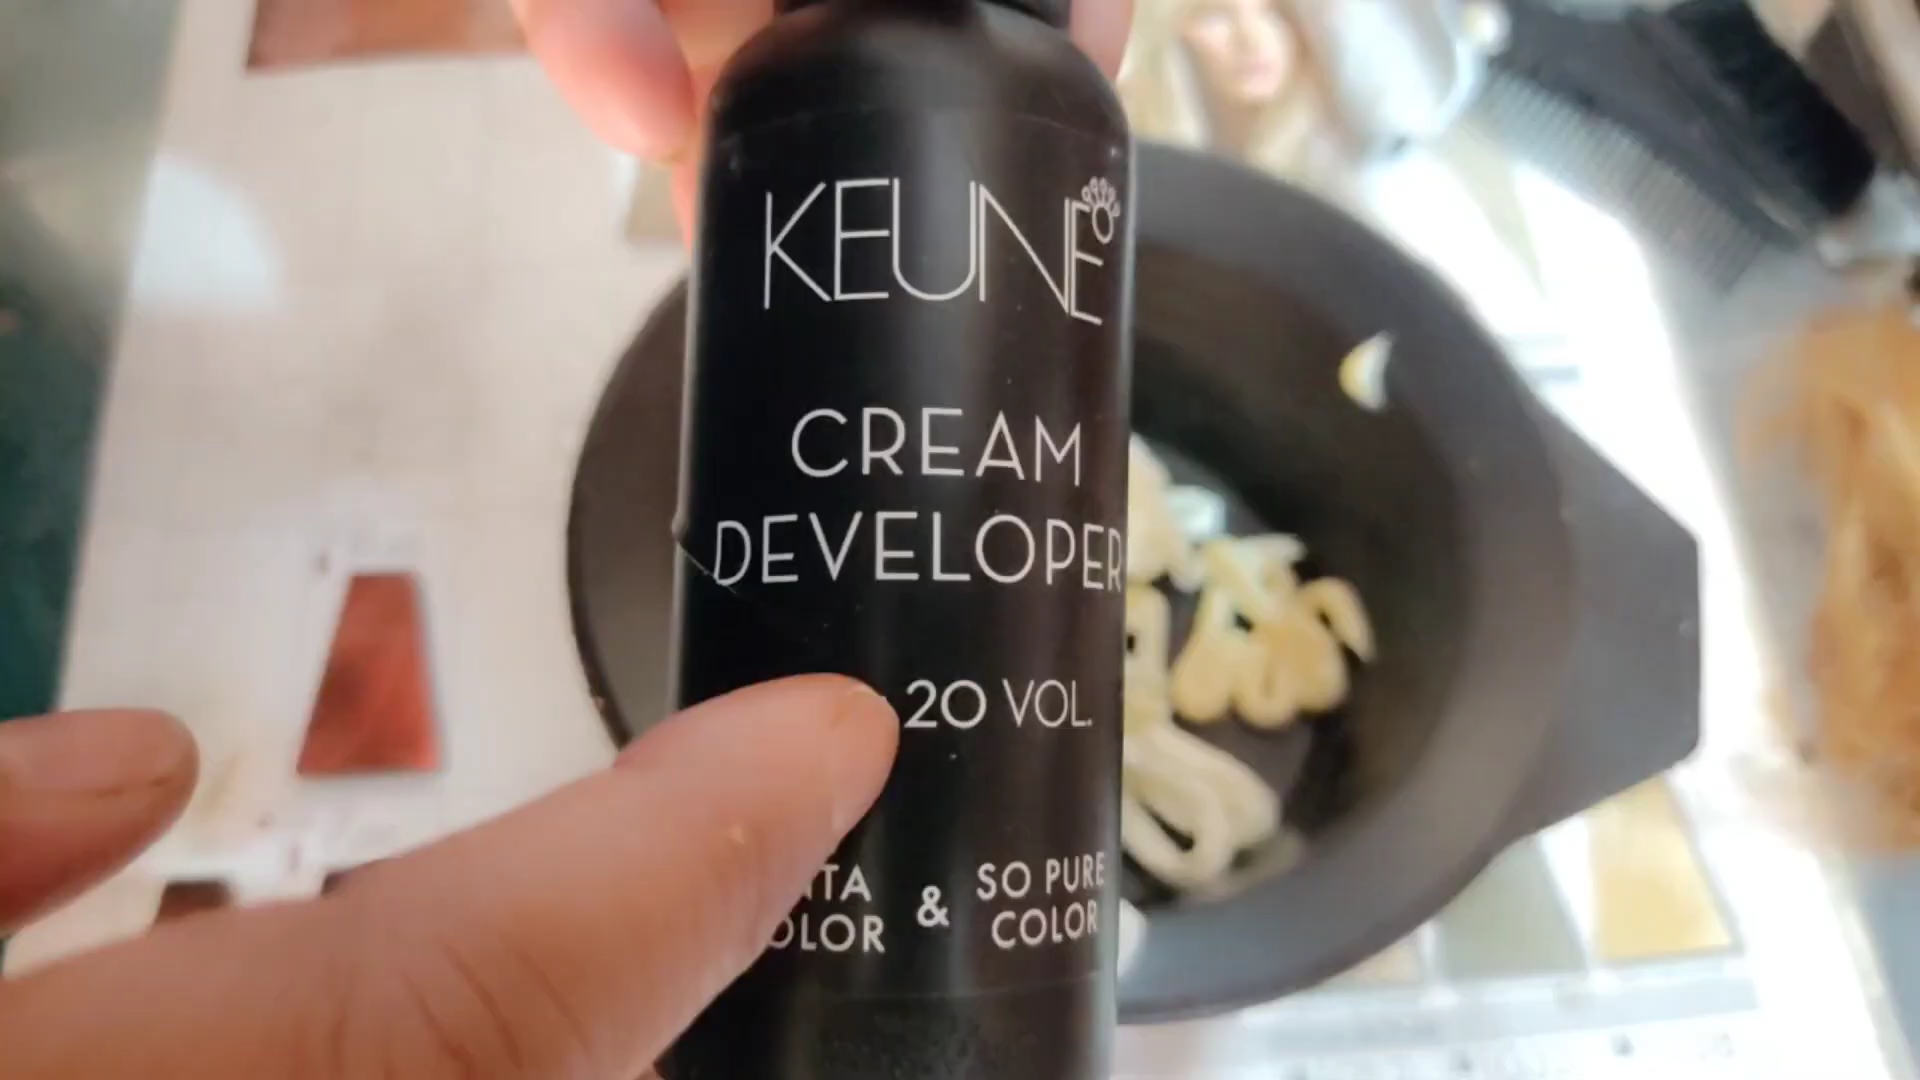 KEUNE
CREAM
DEVELOPER
20 VOL.
& SO PURE
COLOR